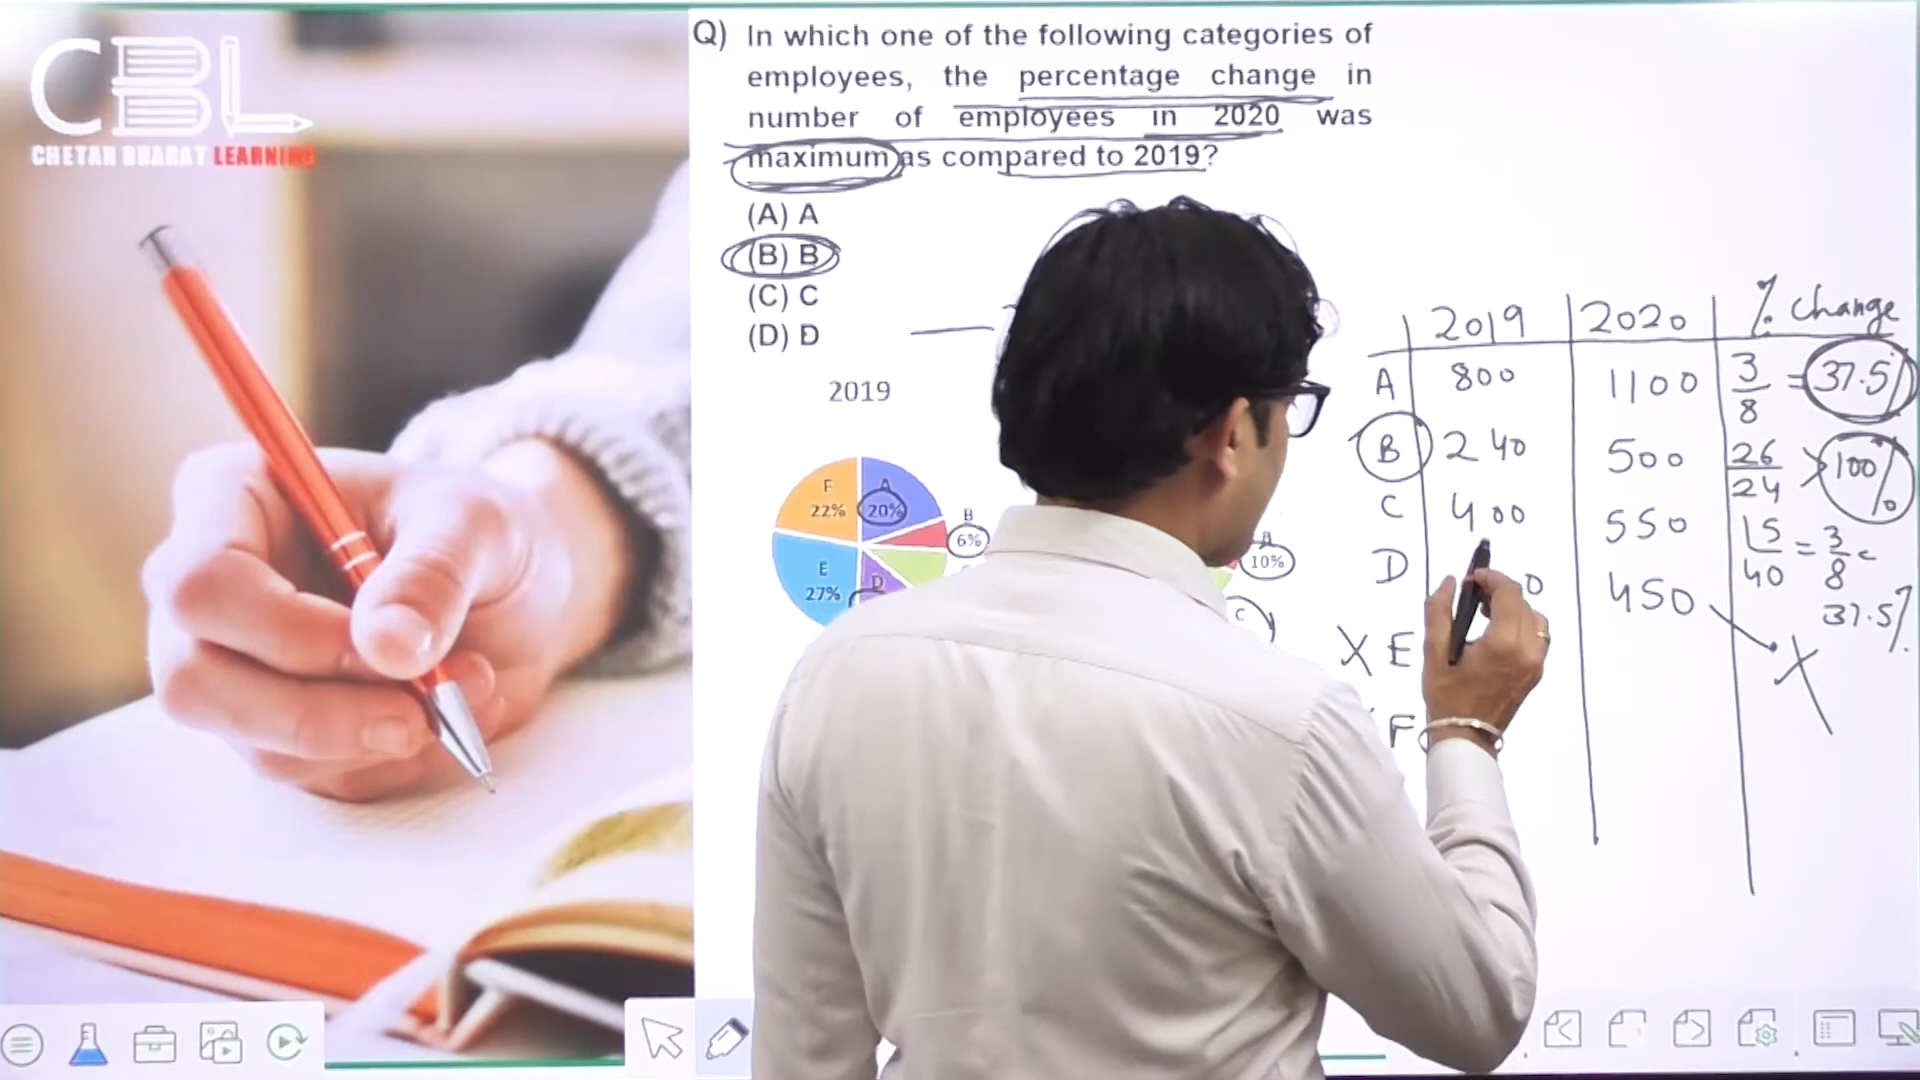 CBL
CHETAN BHARAT LEARNING
Q) In which one of the following categories of
employees, the percentage change in
number of employees in 2020 was
maximum as compared to 2019?
(A) A
(B) B
(C) C
(D) D
2019
F
22%
A
20%
B
6%
E
27%
D
B
10%
C
2019 2020 % change
A 800 1100 3/8 = 37.5%
B 240 500 26/24 > 100%
C 400 550 15/40 = 3/8 =
37.5%
D 0 450 X
X E
F